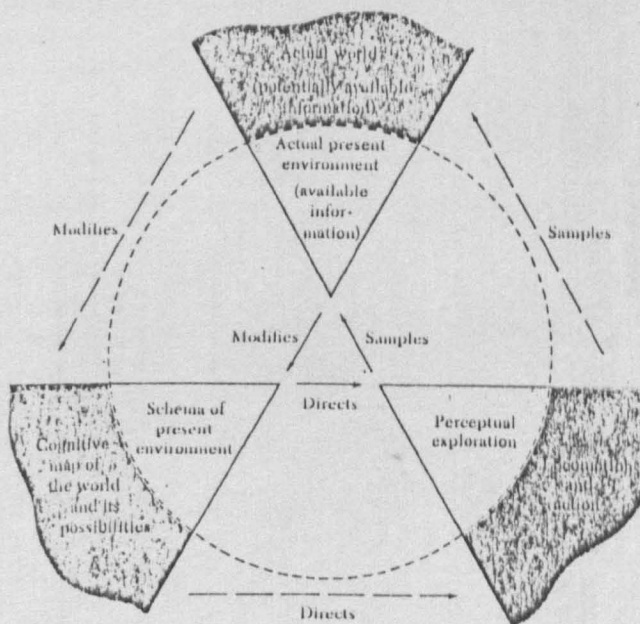 Actual world
(potentially available
information)
Actual present
environment
(available
infor-
mation)
Modifies
Samples
Modifies
Samples
Directs
Schema of
present
environment
Perceptual
exploration
Cognitive
map of
the world
and its
possibilities
and
action
Directs